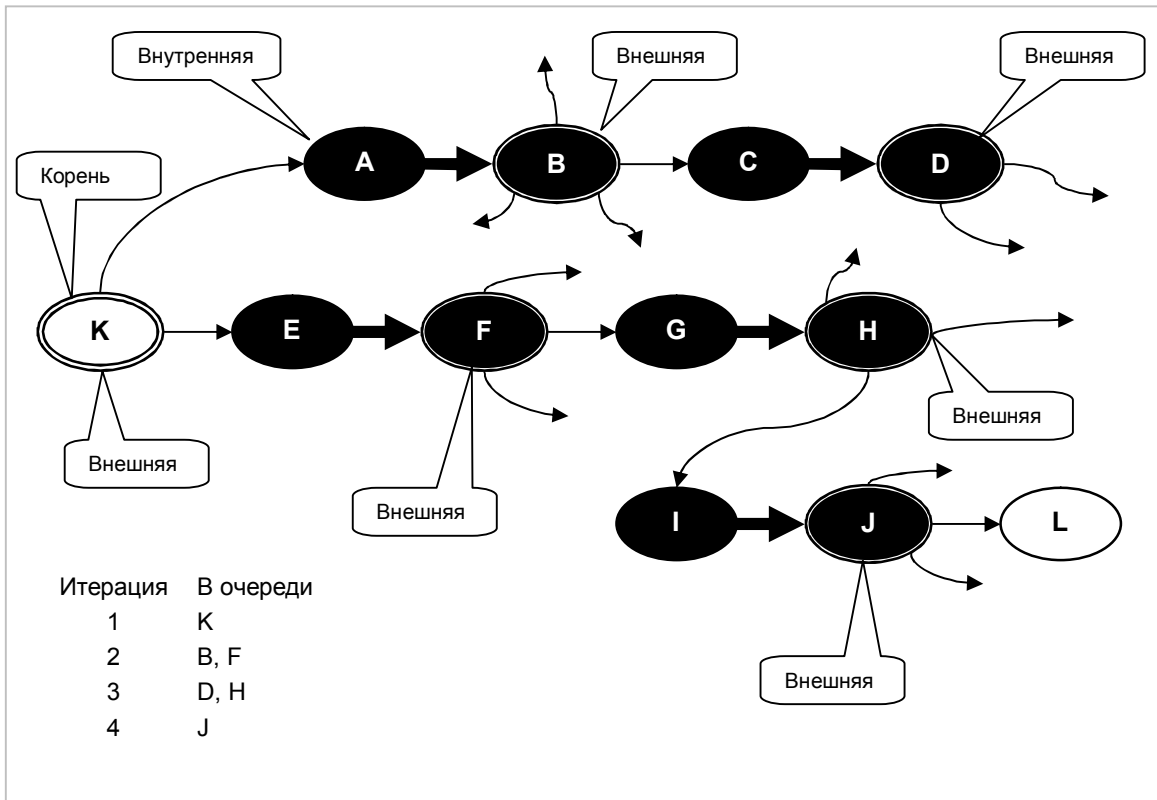 Внутренняя
Внешняя
Внешняя
A
B
C
D
Корень
K
E
F
G
H
Внешняя
Внешняя
Внешняя
I
J
L
Итерация В очереди
1 K
2 B, F
3 D, H
4 J
Внешняя